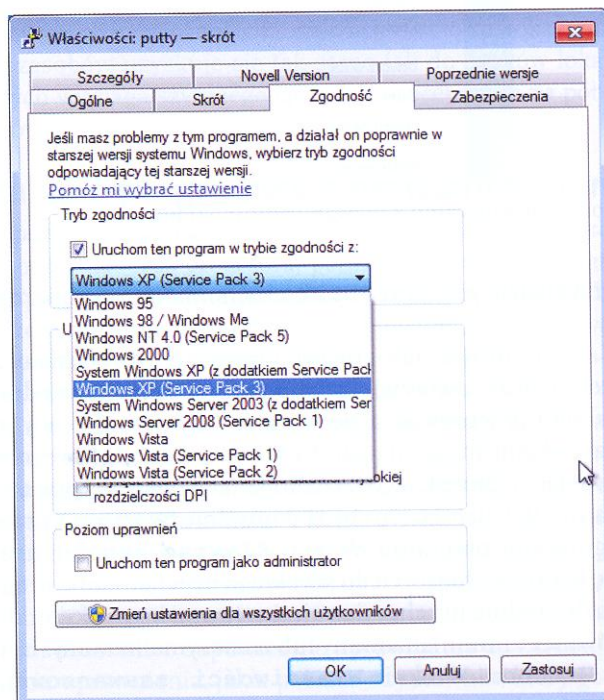 Właściwości: putty — skrót
Szczegóły
Novell Version
Poprzednie wersje
Ogólne
Skrót
Zgodność
Zabezpieczenia
Jeśli masz problemy z tym programem, a działał on poprawnie w
starszej wersji systemu Windows, wybierz tryb zgodności
odpowiadający tej starszej wersji.
Pomóż mi wybrać ustawienie
Tryb zgodności
Uruchom ten program w trybie zgodności z:
Windows XP (Service Pack 3)
Windows 95
Windows 98 / Windows Me
Windows NT 4.0 (Service Pack 5)
Windows 2000
System Windows XP (z dodatkiem Service Pack
Windows XP (Service Pack 3)
System Windows Server 2003 (z dodatkiem Ser
Windows Server 2008 (Service Pack 1)
Windows Vista
Windows Vista (Service Pack 1)
Windows Vista (Service Pack 2)
rozdzielczości DPI
Poziom uprawnień
Uruchom ten program jako administrator
Zmień ustawienia dla wszystkich użytkowników
OK
Anuluj
Zastosuj